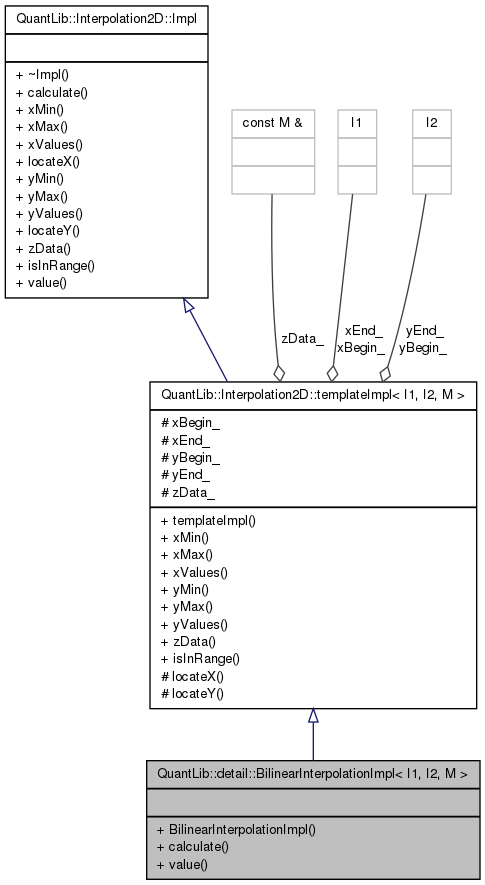 QuantLib::Interpolation2D::Impl
+ ~Impl()
+ calculate()
+ xMin()
+ xMax()
+ xValues()
+ locateX()
+ yMin()
+ yMax()
+ yValues()
+ locateY()
+ zData()
+ isInRange()
+ value()
const M &
I1
I2
zData_
xEnd_
xBegin_
yEnd_
yBegin_
QuantLib::Interpolation2D::templateImpl< I1, I2, M >
# xBegin_
# xEnd_
# yBegin_
# yEnd_
# zData_
+ templateImpl()
+ xMin()
+ xMax()
+ xValues()
+ yMin()
+ yMax()
+ yValues()
+ zData()
+ isInRange()
# locateX()
# locateY()
QuantLib::detail::BilinearInterpolationImpl< I1, I2, M >
+ BilinearInterpolationImpl()
+ calculate()
+ value()